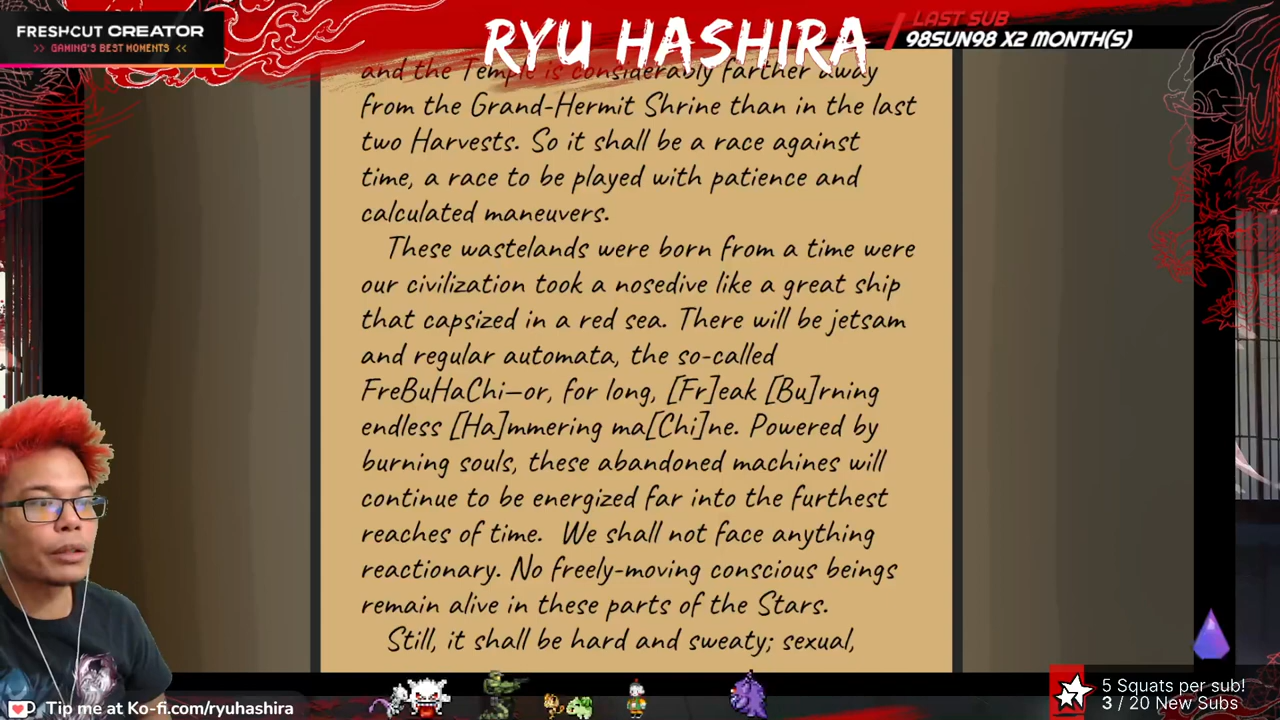 FRESHCUT CREATOR
>> GAMING'S BEST MOMENTS <<
RYU HASHIRA
LAST SUB
98SUN98 X2 MONTH(S)
and the Temple is considerably farther away
from the Grand-Hermit Shrine than in the last
two Harvests. So it shall be a race against
time, a race to be played with patience and
calculated maneuvers.
These wastelands were born from a time were
our civilization took a nosedive like a great ship
that capsized in a red sea. There will be jetsam
and regular automata, the so-called
FreBuHaChi—or, for long, [Fr]eak [Bu]rning
endless [Ha]mmering ma[Chi]ne. Powered by
burning souls, these abandoned machines will
continue to be energized far into the furthest
reaches of time. We shall not face anything
reactionary. No freely-moving conscious beings
remain alive in these parts of the Stars.
Still, it shall be hard and sweaty; sexual,
Tip me at Ko-fi.com/ryuhashira
5 Squats per sub!
3 / 20 New Subs